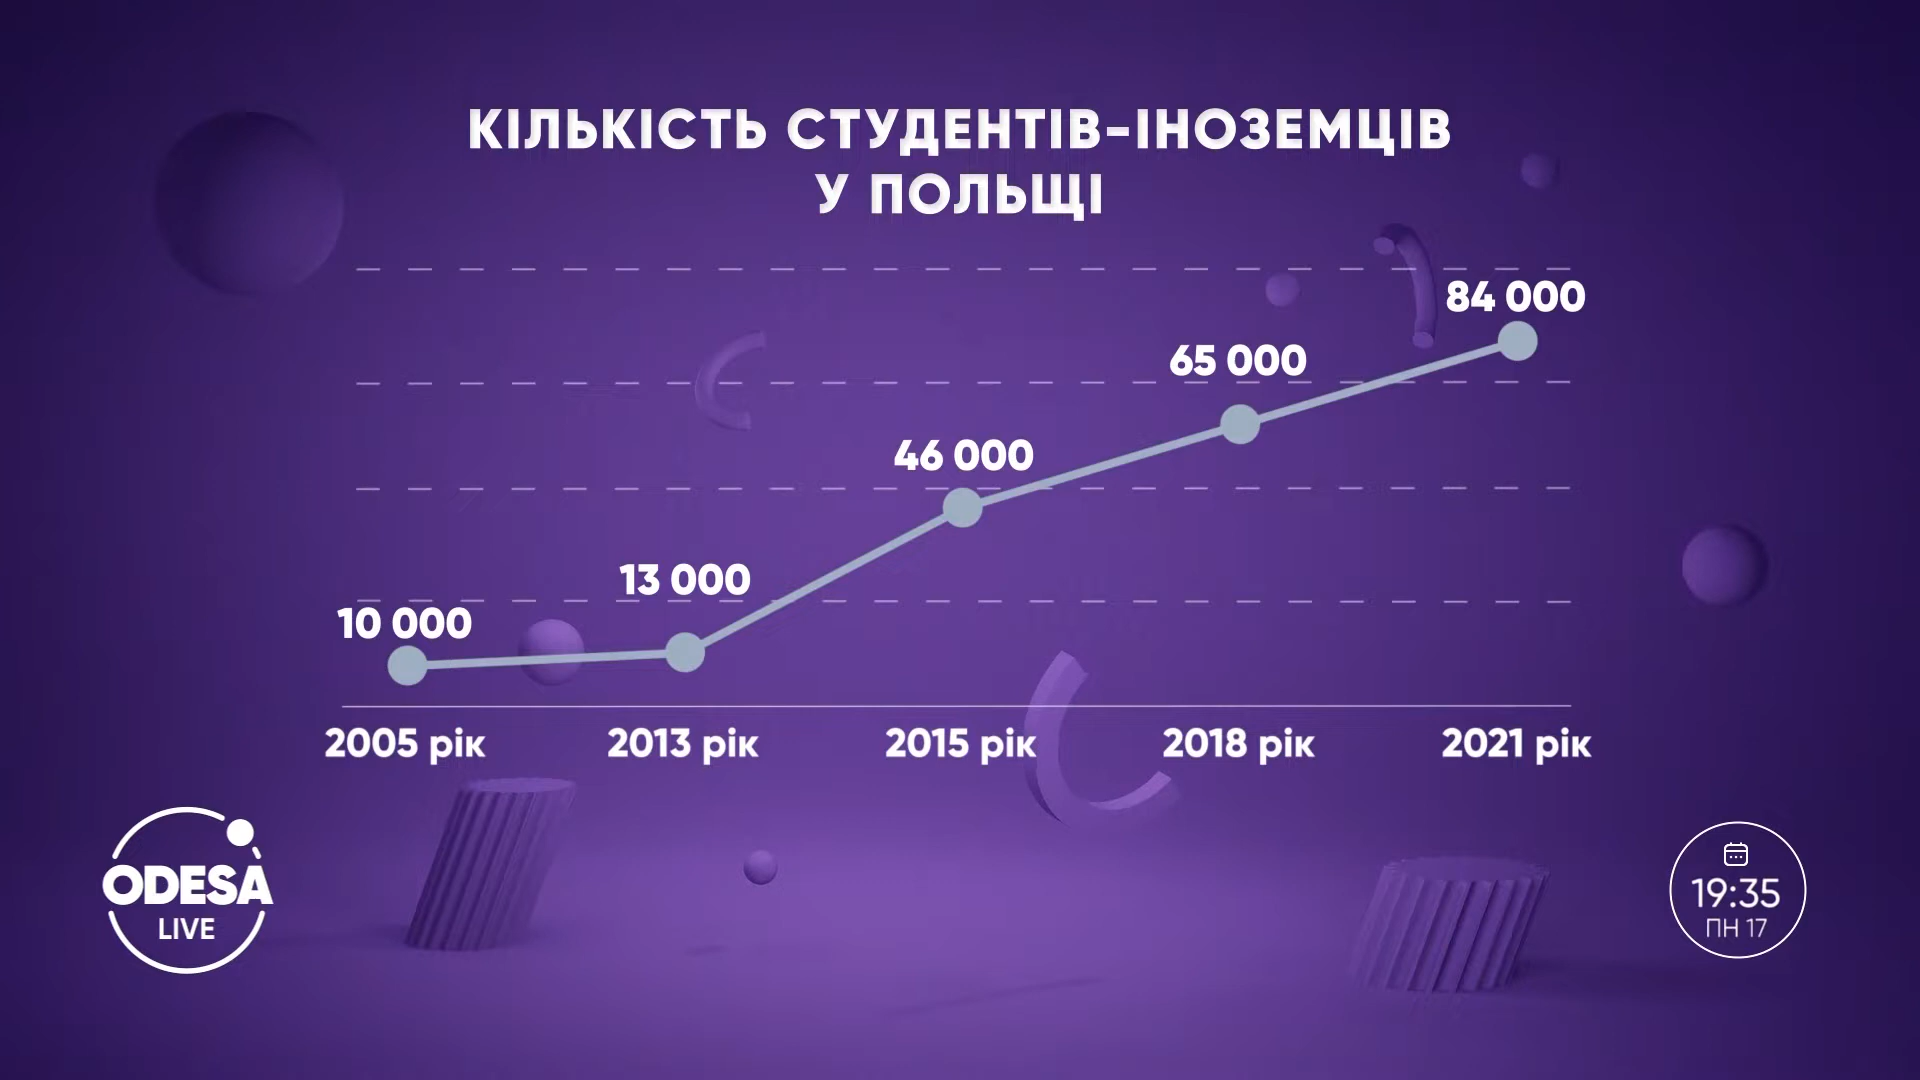 КІЛЬКІСТЬ СТУДЕНТІВ-ІНОЗЕМЦІВ
У ПОЛЬЩІ
84 000
65 000
46 000
13 000
10 000
2005 рік 2013 рік 2015 рік 2018 рік 2021 рік
ODESA
LIVE
19:35
ПН 17